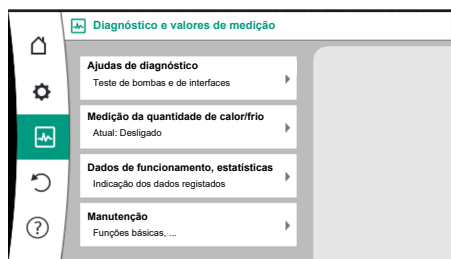 Diagnóstico e valores de medição
Ajudas de diagnóstico
Teste de bombas e de interfaces
Medição da quantidade de calor/frio
Atual: Desligado
Dados de funcionamento, estatísticas
Indicação dos dados registados
Manutenção
Funções básicas, ...
?